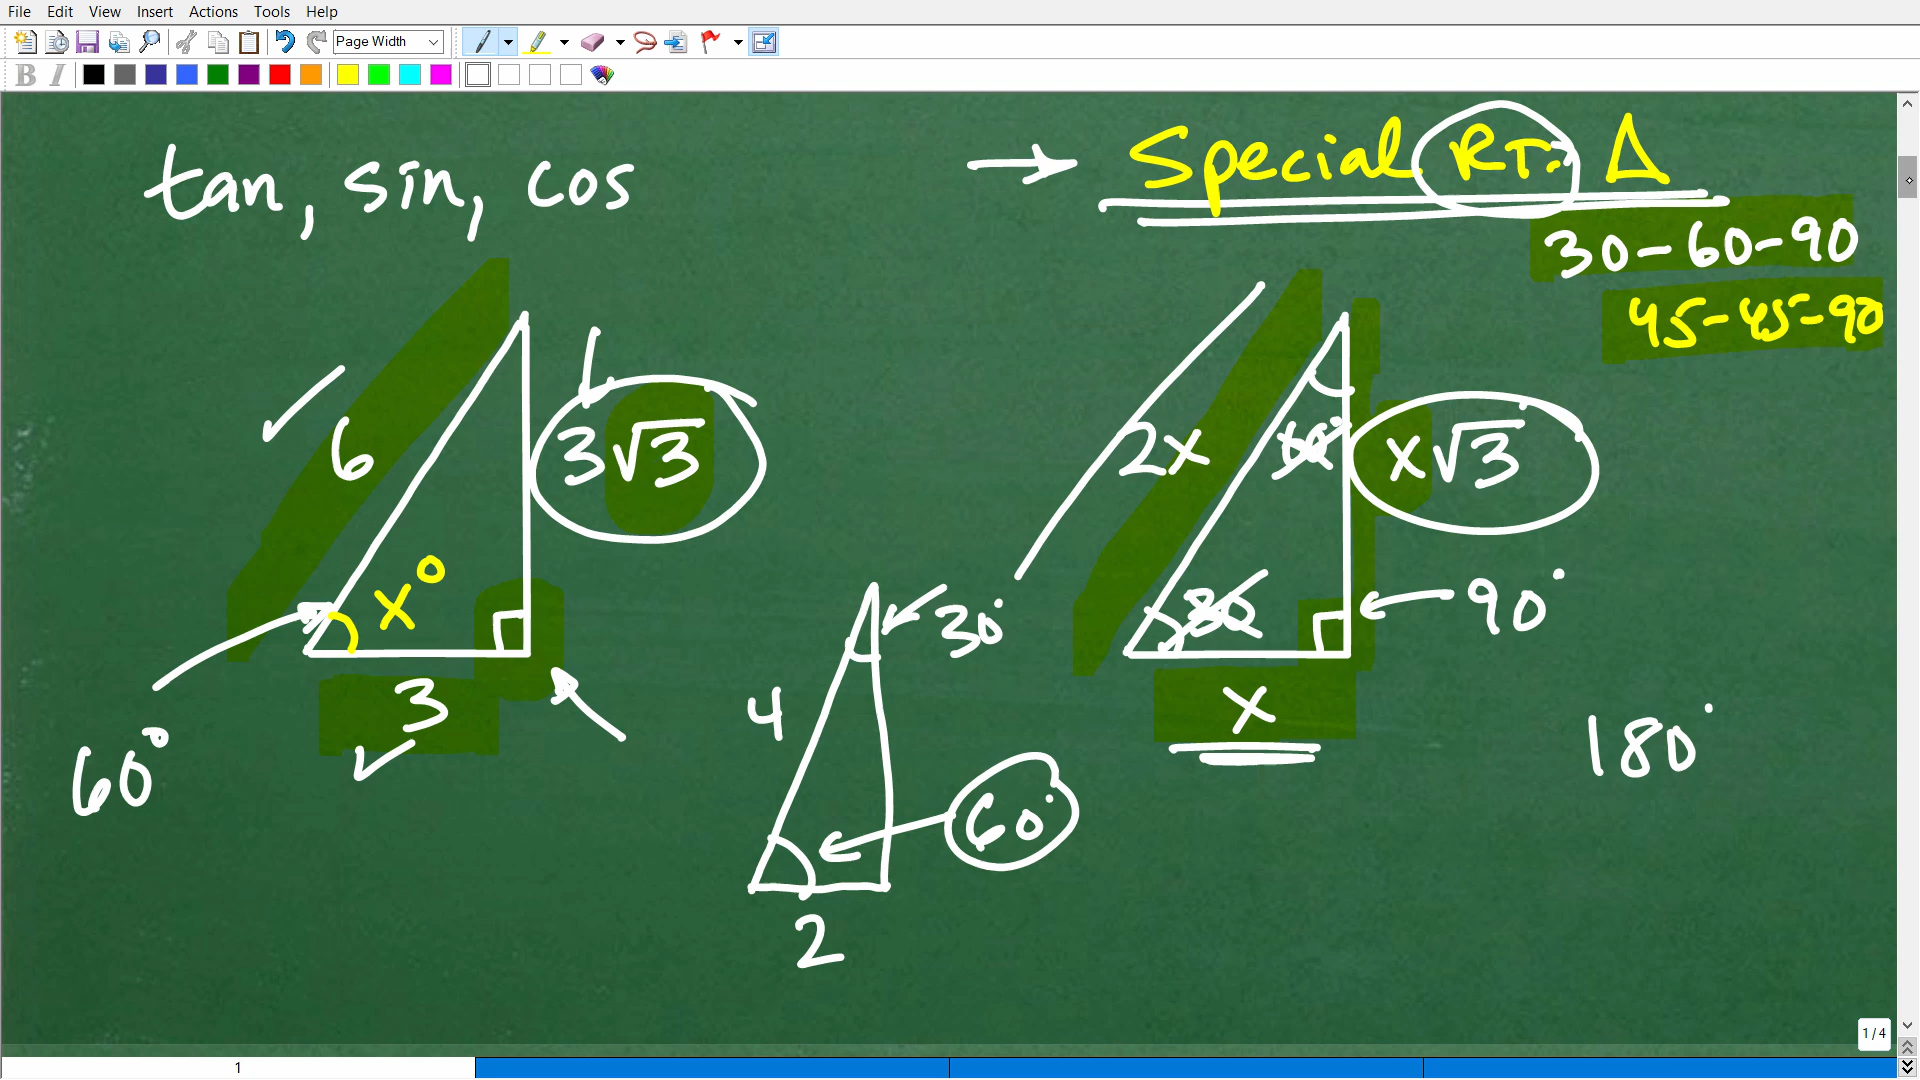 File Edit View Insert Actions Tools Help
Page Width
B I
tan, sin, cos
→ Special RT. Δ
30-60-90
45-45-90
6
3√3
x°
3
60°
2x
x√3
90°
x
180°
30°
4
60°
2
1 / 4
1